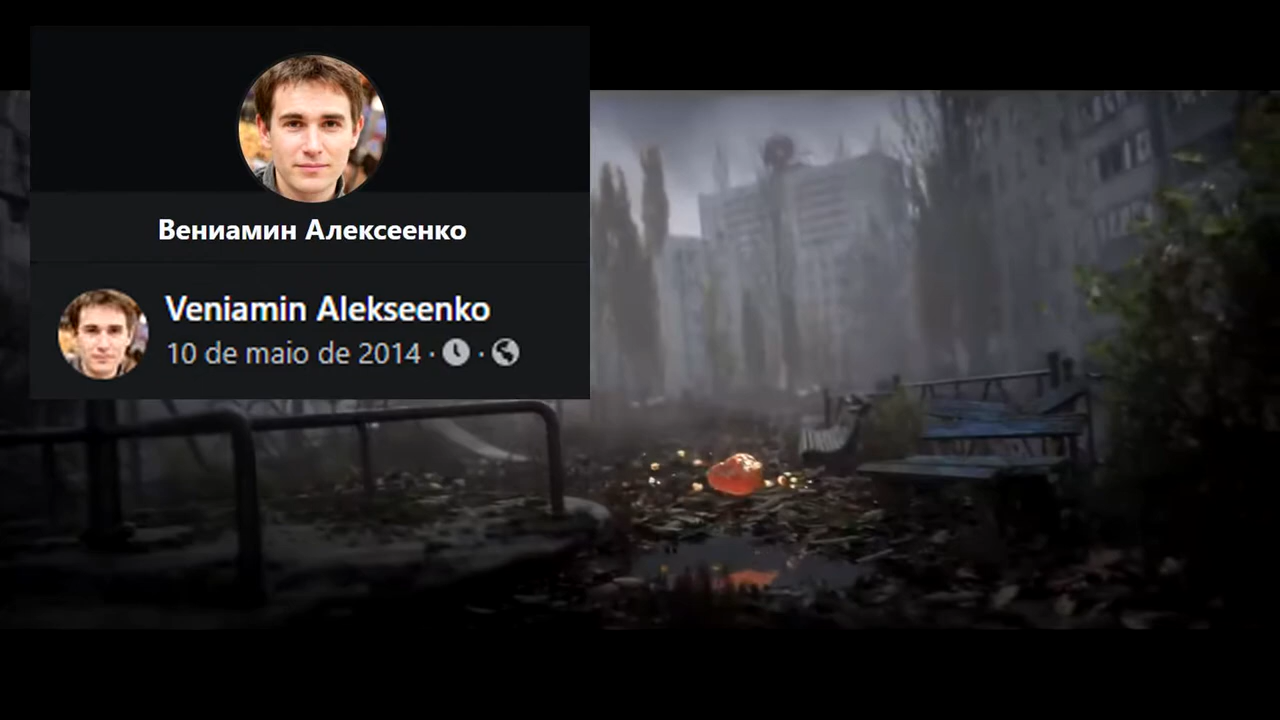 Вениамин Алексеенко
Veniamin Alekseenko
10 de maio de 2014 · ·